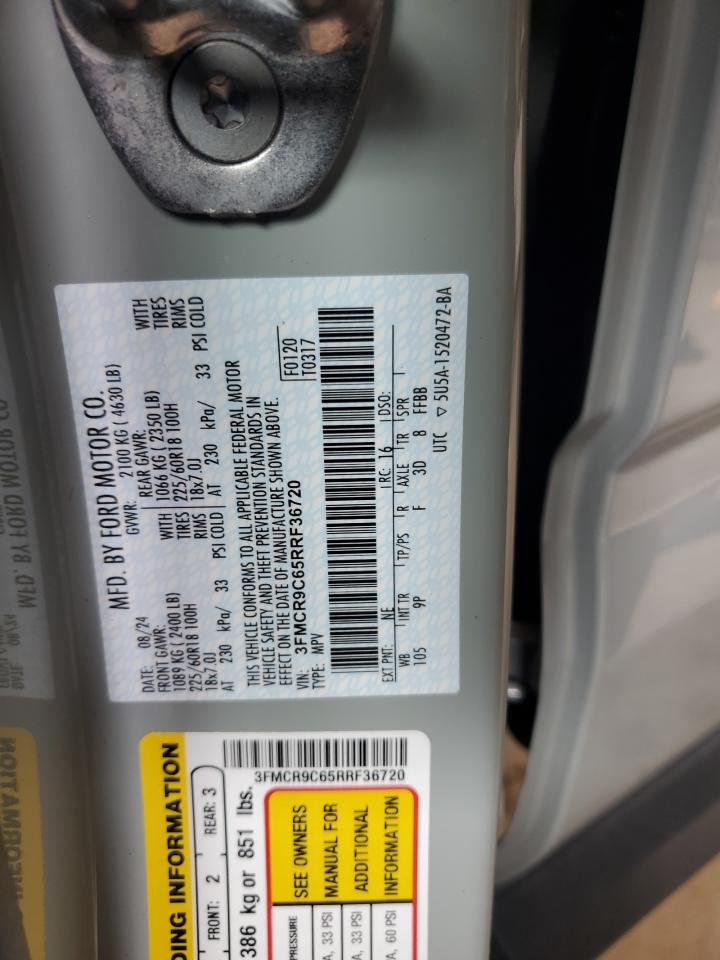 MFD. BY FORD MOTOR CO.
DATE: 08/24
GVWR: 2100 KG ( 4630 LB)
FRONT GAWR: REAR GAWR:
1089 KG (2400 LB) WITH 1066 KG ( 2350 LB) WITH
225/60R18 100H TIRES 225/60R18 100H TIRES
18x7.0J RIMS 18x7.0J RIMS
AT 230 kPa/ 33 PSI COLD AT 230 kPa/ 33 PSI COLD
THIS VEHICLE CONFORMS TO ALL APPLICABLE FEDERAL MOTOR
VEHICLE SAFETY AND THEFT PREVENTION STANDARDS IN
EFFECT ON THE DATE OF MANUFACTURE SHOWN ABOVE.
VIN: 3FMCR9C65RRF36720
TYPE: MPV
F0120
T0317
EXT PNT: NE RC: 16 DSO:
WB INT TR TP/PS R AXLE TR SPR
105 9P F 3D 8 FFBB
UTC ▽ 5U5A-1520472-BA
DING INFORMATION
FRONT: 2 REAR: 3
386 kg or 851 lbs.
3FMCR9C65RRF36720
PRESSURE
A, 33 PSI
A, 33 PSI
A, 60 PSI
SEE OWNERS
MANUAL FOR
ADDITIONAL
INFORMATION